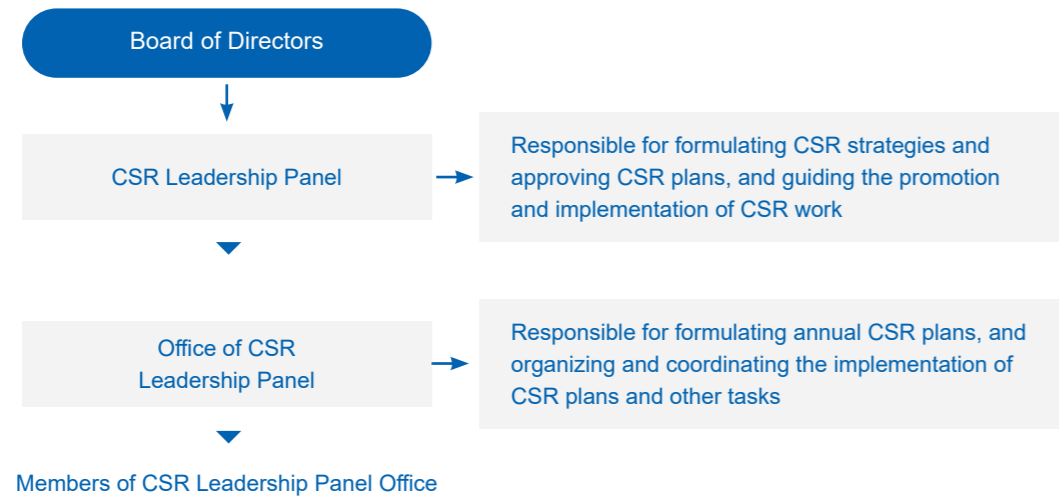 Board of Directors
CSR Leadership Panel
Responsible for formulating CSR strategies and
approving CSR plans, and guiding the promotion
and implementation of CSR work
Office of CSR
Leadership Panel
Responsible for formulating annual CSR plans, and
organizing and coordinating the implementation of
CSR plans and other tasks
Members of CSR Leadership Panel Office